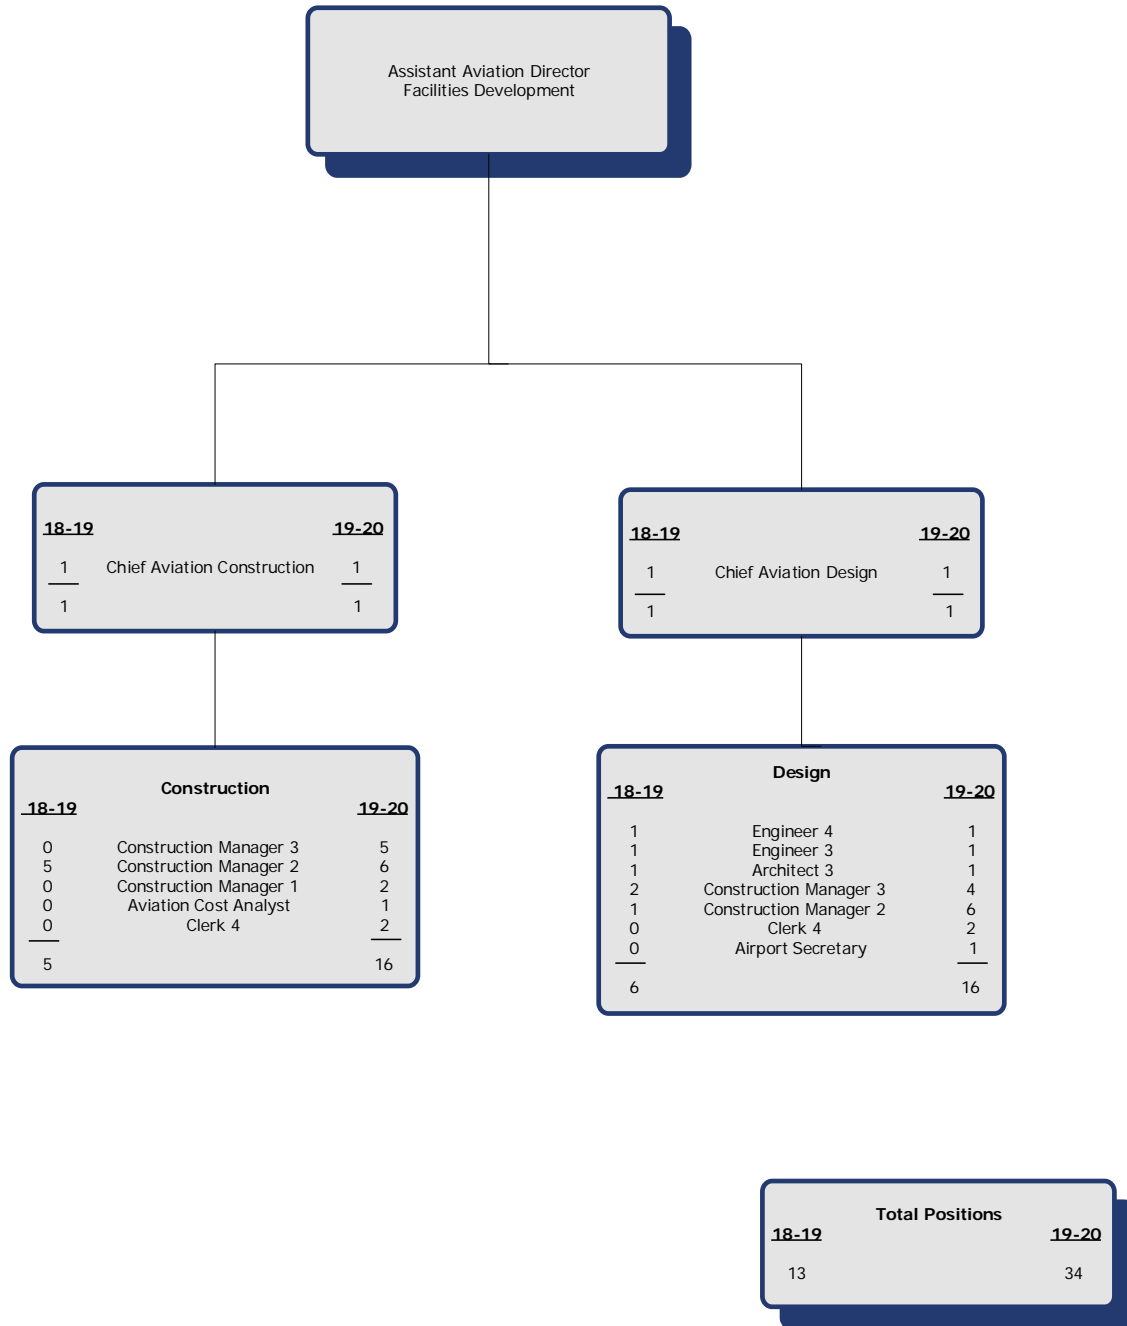 Assistant Aviation Director
Facilities Development
18-19 19-20
1 Chief Aviation Construction 1
1 1
18-19 19-20
1 Chief Aviation Design 1
1 1
Construction
18-19 19-20
0 Construction Manager 3 5
5 Construction Manager 2 6
0 Construction Manager 1 2
0 Aviation Cost Analyst 1
0 Clerk 4 2
5 16
Design
18-19 19-20
1 Engineer 4 1
1 Engineer 3 1
1 Architect 3 1
2 Construction Manager 3 4
1 Construction Manager 2 6
0 Clerk 4 2
0 Airport Secretary 1
6 16
Total Positions
18-19 19-20
13 34